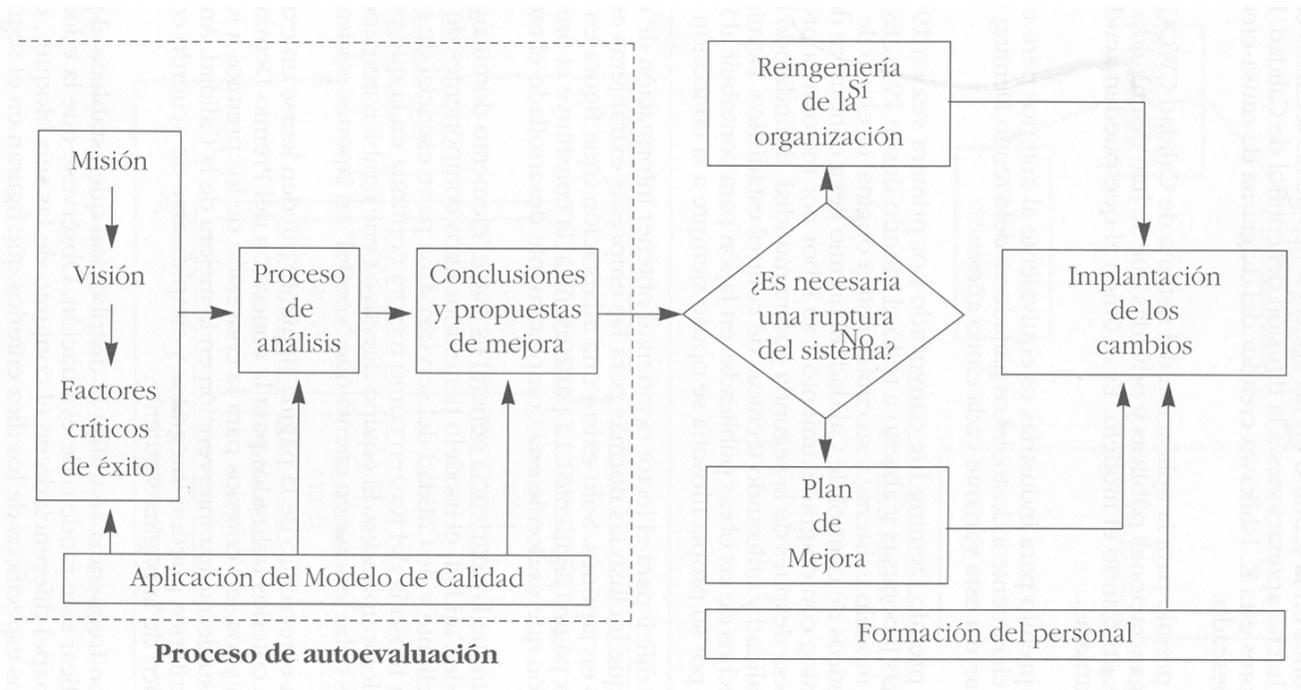 Misión
Visión
Factores
críticos
de éxito
Proceso
de
análisis
Conclusiones
y propuestas
de mejora
Aplicación del Modelo de Calidad
Proceso de autoevaluación
Reingeniería
de la
organización
Sí
¿Es necesaria
una ruptura
del sistema?
No
Plan
de
Mejora
Implantación
de los
cambios
Formación del personal